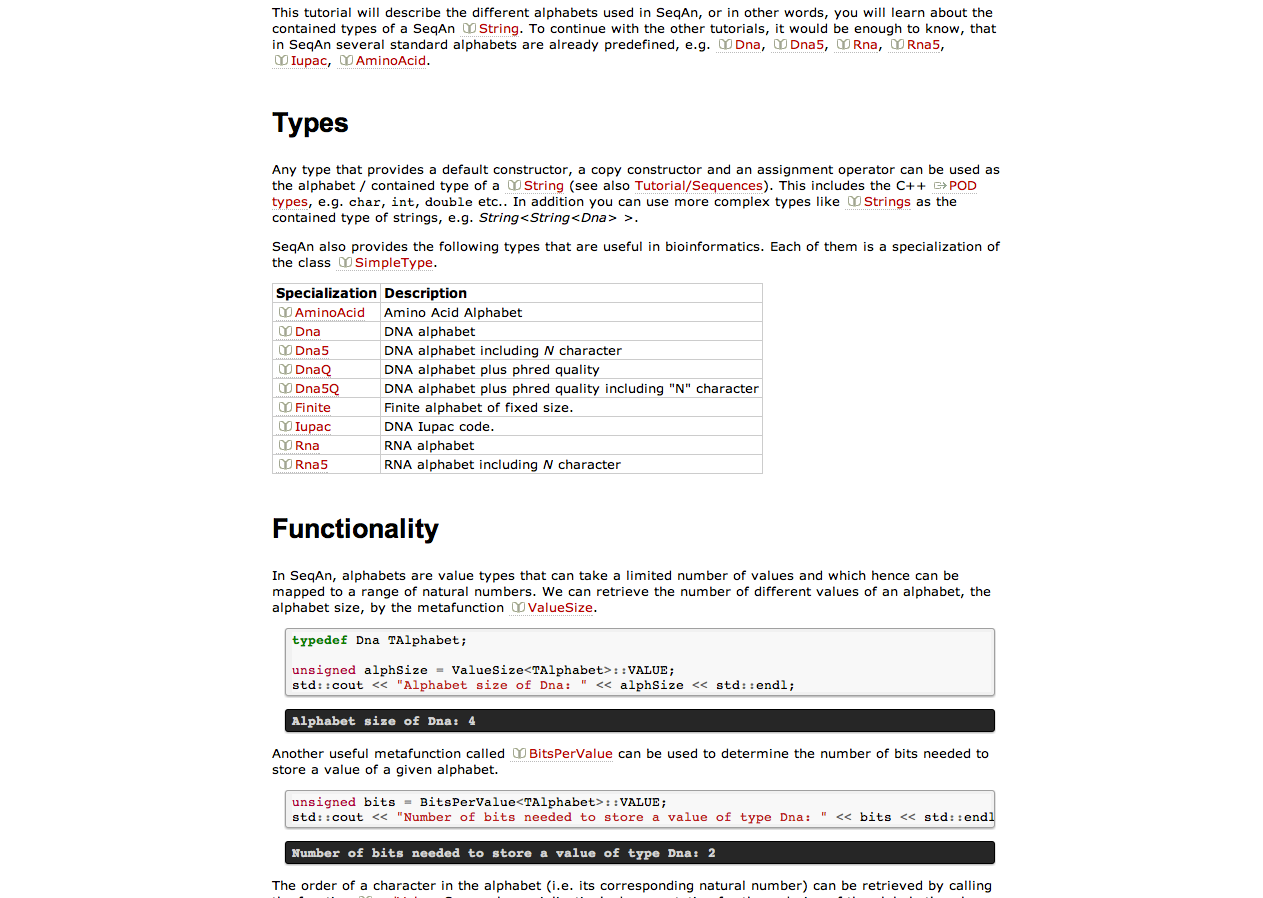 This tutorial will describe the different alphabets used in SeqAn, or in other words, you will learn about the
contained types of a SeqAn String. To continue with the other tutorials, it would be enough to know, that
in SeqAn several standard alphabets are already predefined, e.g. Dna, Dna5, Rna, Rna5,
Iupac, AminoAcid.
Types
Any type that provides a default constructor, a copy constructor and an assignment operator can be used as
the alphabet / contained type of a String (see also Tutorial/Sequences). This includes the C++ POD
types, e.g. char, int, double etc.. In addition you can use more complex types like Strings as the
contained type of strings, e.g. String<String<Dna> >.
SeqAn also provides the following types that are useful in bioinformatics. Each of them is a specialization of
the class SimpleType.
Specialization Description
AminoAcid Amino Acid Alphabet
Dna DNA alphabet
Dna5 DNA alphabet including N character
DnaQ DNA alphabet plus phred quality
Dna5Q DNA alphabet plus phred quality including "N" character
Finite Finite alphabet of fixed size.
Iupac DNA Iupac code.
Rna RNA alphabet
Rna5 RNA alphabet including N character
Functionality
In SeqAn, alphabets are value types that can take a limited number of values and which hence can be
mapped to a range of natural numbers. We can retrieve the number of different values of an alphabet, the
alphabet size, by the metafunction ValueSize.
typedef Dna TAlphabet;
unsigned alphSize = ValueSize<TAlphabet>::VALUE;
std::cout << "Alphabet size of Dna: " << alphSize << std::endl;
Alphabet size of Dna: 4
Another useful metafunction called BitsPerValue can be used to determine the number of bits needed to
store a value of a given alphabet.
unsigned bits = BitsPerValue<TAlphabet>::VALUE;
std::cout << "Number of bits needed to store a value of type Dna: " << bits << std::endl
Number of bits needed to store a value of type Dna: 2
The order of a character in the alphabet (i.e. its corresponding natural number) can be retrieved by calling